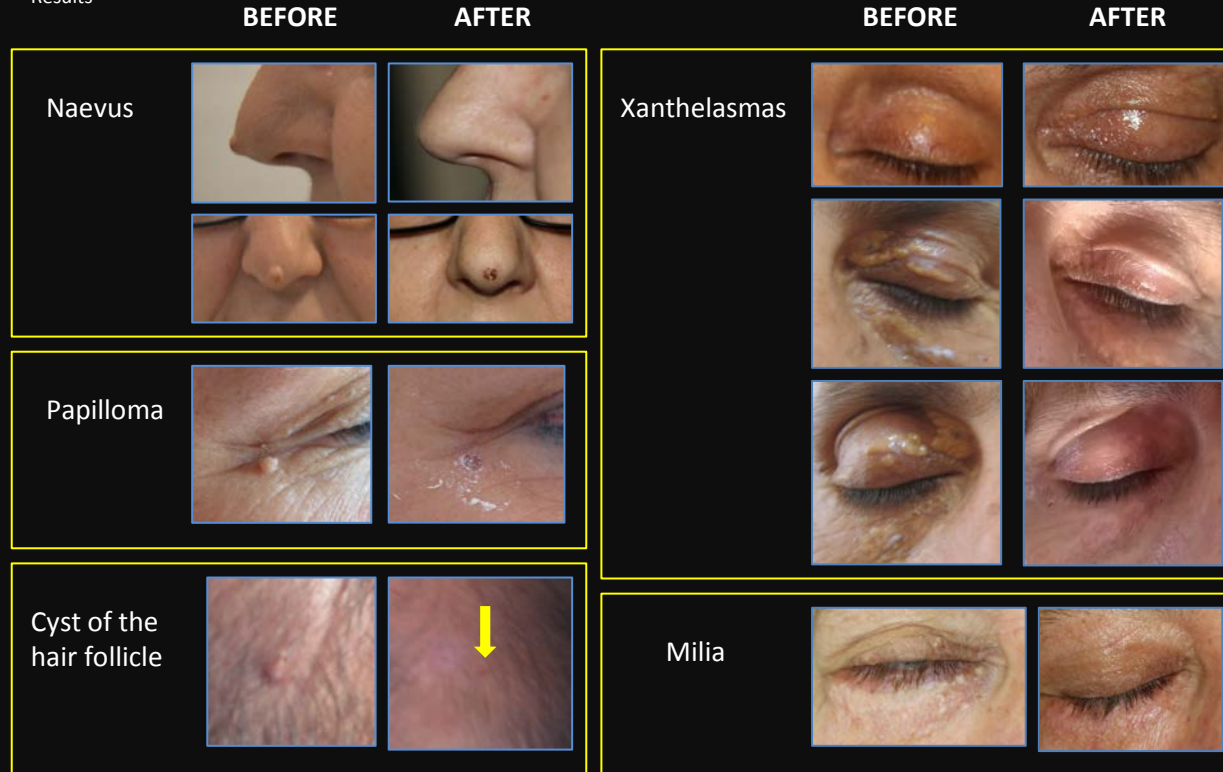 Results
BEFORE AFTER
Naevus
Papilloma
Cyst of the
hair follicle
BEFORE AFTER
Xanthelasmas
Milia